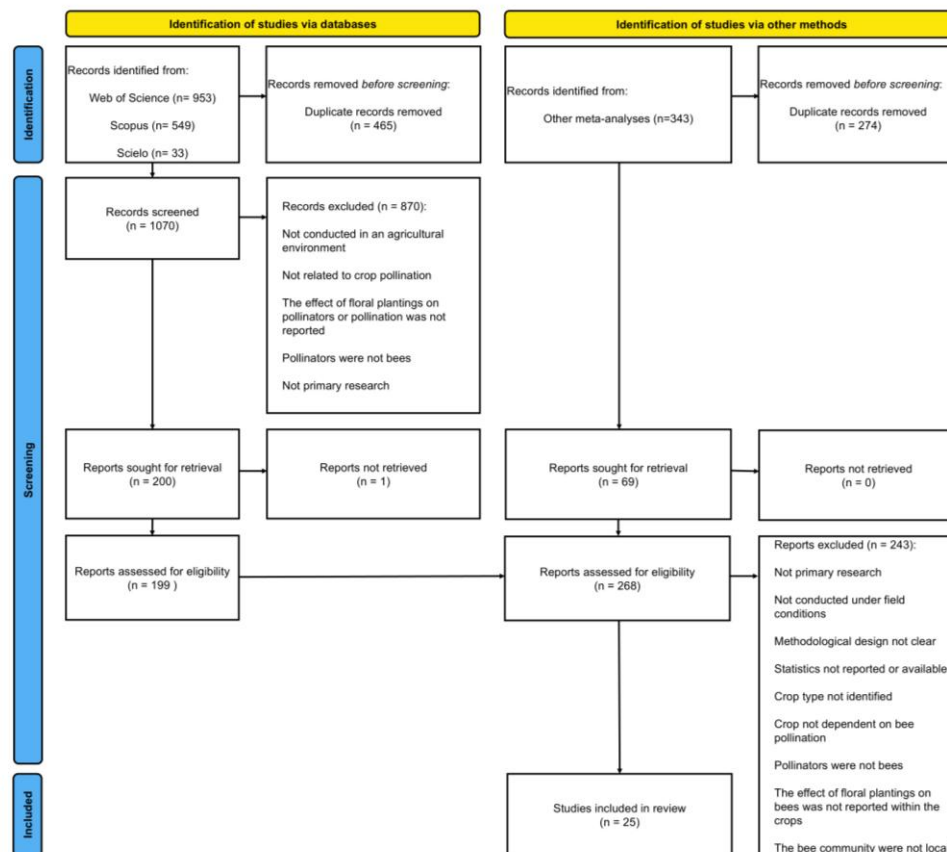 Identification of studies via databases
Identification of studies via other methods
Identification
Records identified from:
Web of Science (n= 953)
Scopus (n= 549)
Scielo (n= 33)
Records removed before screening:
Duplicate records removed
(n = 465)
Records identified from:
Other meta-analyses (n=343)
Records removed before screening:
Duplicate records removed
(n = 274)
Screening
Records screened
(n = 1070)
Records excluded (n = 870):
Not conducted in an agricultural
environment
Not related to crop pollination
The effect of floral plantings on
pollinators or pollination was not
reported
Pollinators were not bees
Not primary research
Reports sought for retrieval
(n = 200)
Reports not retrieved
(n = 1)
Reports sought for retrieval
(n = 69)
Reports not retrieved
(n = 0)
Reports assessed for eligibility
(n = 199 )
Reports assessed for eligibility
(n = 268)
Reports excluded (n = 243):
Not primary research
Not conducted under field
conditions
Methodological design not clear
Statistics not reported or available
Crop type not identified
Crop not dependent on bee
pollination
Pollinators were not bees
The effect of floral plantings on
bees was not reported within the
crops
The bee community were not
Included
Studies included in review
(n = 25)